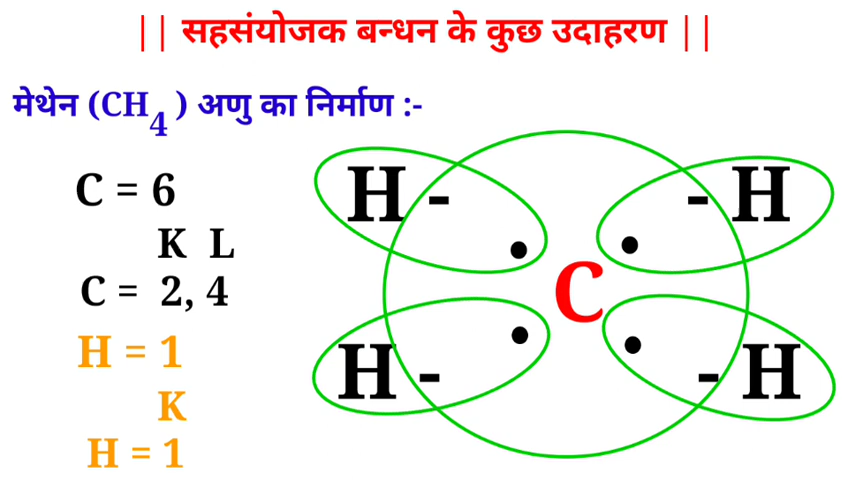 || सहसंयोजक बन्धन के कुछ उदाहरण ||
मेथेन (CH4) अणु का निर्माण :-
C = 6
K L
C = 2, 4
H = 1
K
H = 1
H - - H
C
H - - H